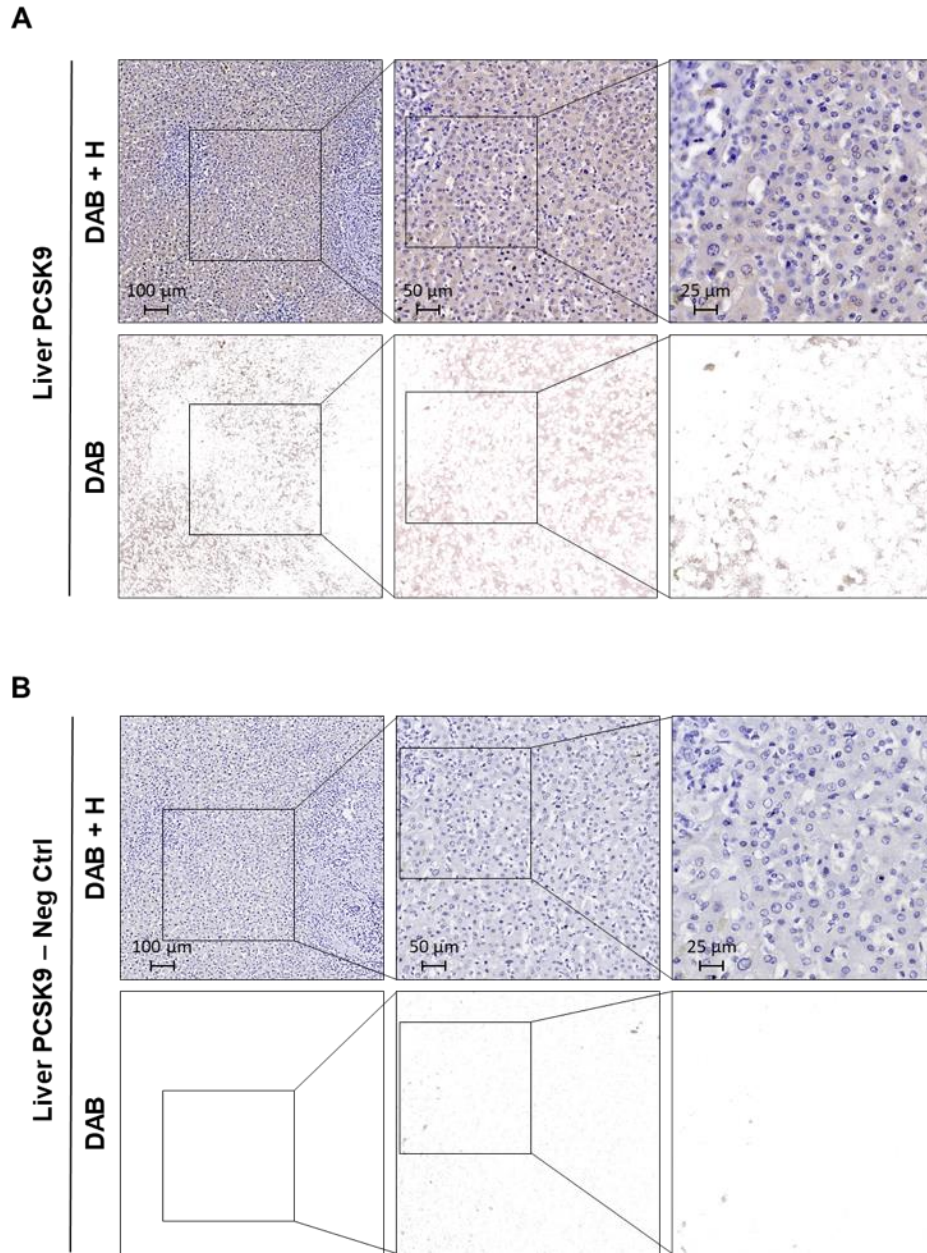 A
Liver PCSK9
DAB + H
100 µm
50 µm
25 µm
DAB
B
Liver PCSK9 – Neg Ctrl
DAB + H
100 µm
50 µm
25 µm
DAB